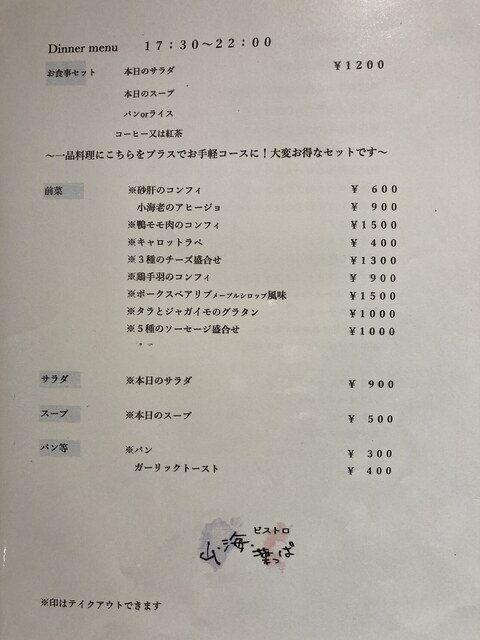 Dinner menu　17:30～22:00
お食事セット　本日のサラダ　¥1200
本日のスープ
パンorライス
コーヒー又は紅茶
～一品料理にこちらをプラスでお手軽コースに！大変お得なセットです～
前菜　※砂肝のコンフィ　¥ 600
小海老のアヒージョ　¥ 900
※鴨モモ肉のコンフィ　¥1500
※キャロットラペ　¥ 400
※３種のチーズ盛合せ　¥1300
※鶏手羽のコンフィ　¥ 900
※ポークスペアリブメープルシロップ風味　¥1500
※タラとジャガイモのグラタン　¥1000
※５種のソーセージ盛合せ　¥1000
サラダ　※本日のサラダ　¥ 900
スープ　※本日のスープ　¥ 500
パン等　※パン　¥ 300
ガーリックトースト　¥ 400
ビストロ
山・海・葉っぱ
※印はテイクアウトできます